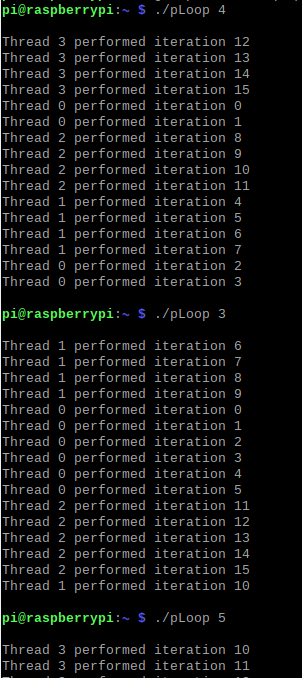 pi@raspberrypi:~ $ ./pLoop 4
Thread 3 performed iteration 12
Thread 3 performed iteration 13
Thread 3 performed iteration 14
Thread 3 performed iteration 15
Thread 0 performed iteration 0
Thread 0 performed iteration 1
Thread 2 performed iteration 8
Thread 2 performed iteration 9
Thread 2 performed iteration 10
Thread 2 performed iteration 11
Thread 1 performed iteration 4
Thread 1 performed iteration 5
Thread 1 performed iteration 6
Thread 1 performed iteration 7
Thread 0 performed iteration 2
Thread 0 performed iteration 3
pi@raspberrypi:~ $ ./pLoop 3
Thread 1 performed iteration 6
Thread 1 performed iteration 7
Thread 1 performed iteration 8
Thread 1 performed iteration 9
Thread 0 performed iteration 0
Thread 0 performed iteration 1
Thread 0 performed iteration 2
Thread 0 performed iteration 3
Thread 0 performed iteration 4
Thread 0 performed iteration 5
Thread 2 performed iteration 11
Thread 2 performed iteration 12
Thread 2 performed iteration 13
Thread 2 performed iteration 14
Thread 2 performed iteration 15
Thread 1 performed iteration 10
pi@raspberrypi:~ $ ./pLoop 5
Thread 3 performed iteration 10
Thread 3 performed iteration 11